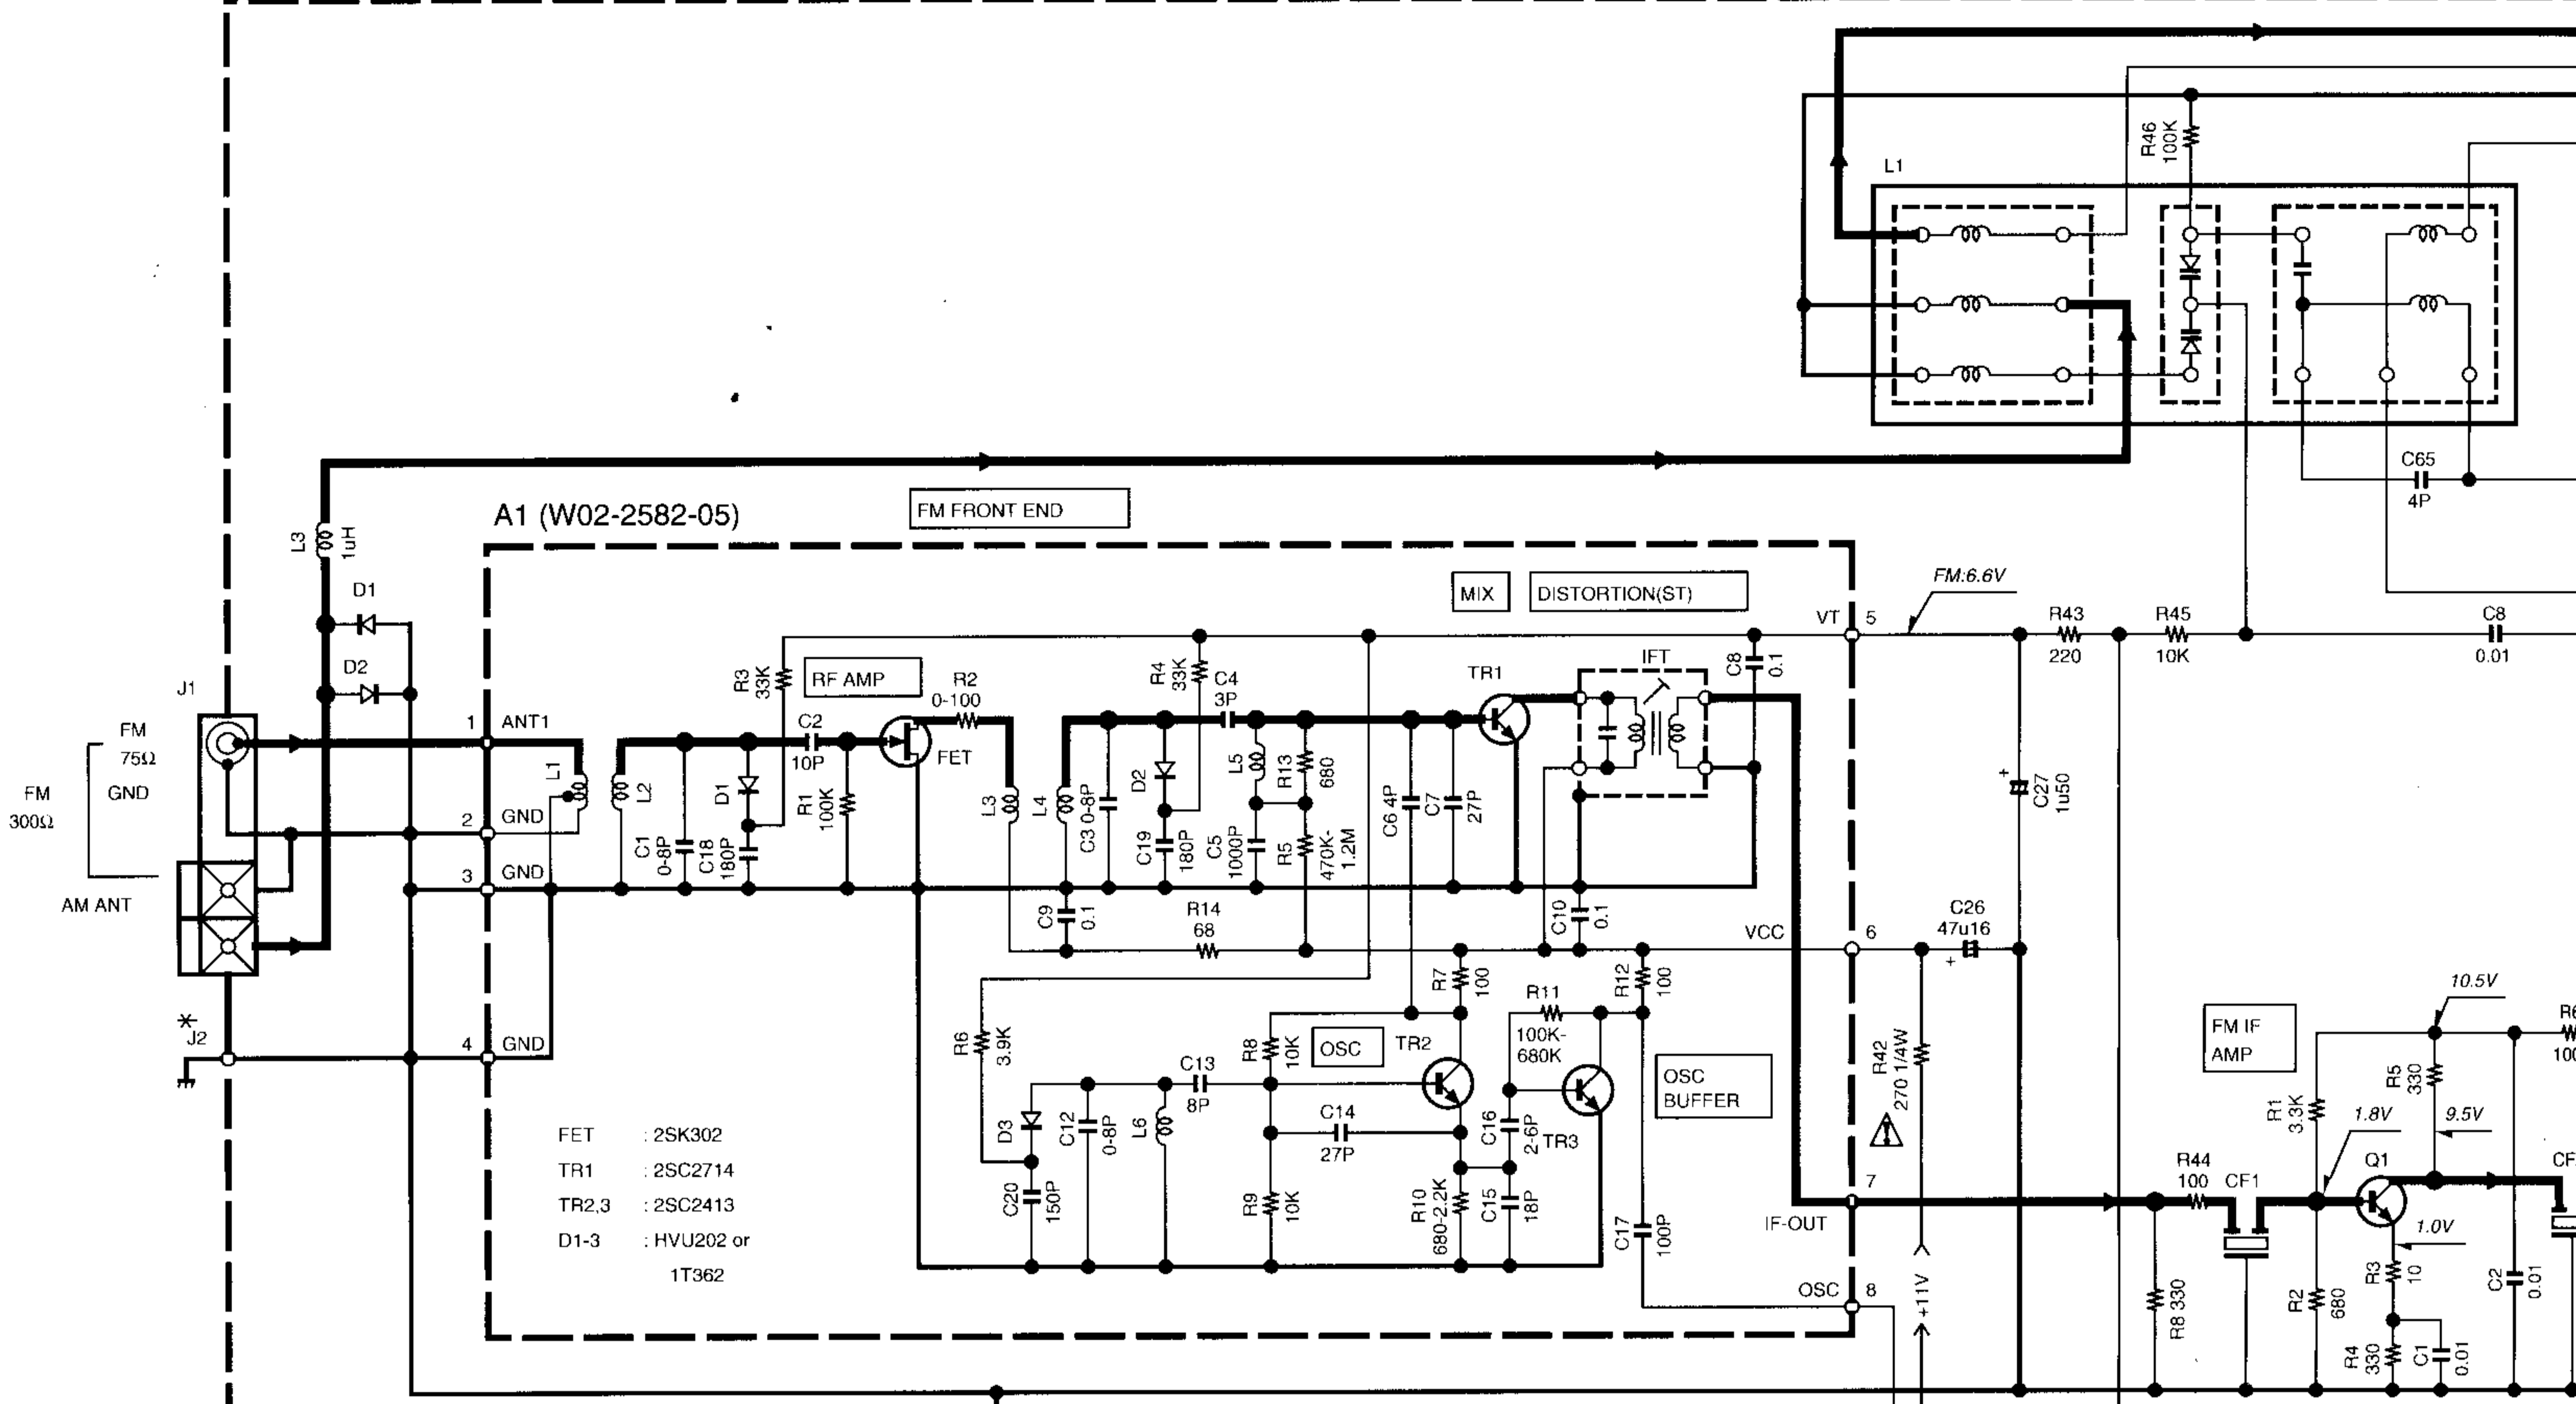 L1
R46
100K
C65
4P
A1 (W02-2582-05)
FM FRONT END
L3
1uH
D1
D2
J1
FM
75Ω
GND
FM
300Ω
AM ANT
*
J2
1 ANT1
2 GND
3 GND
4 GND
MIX
DISTORTION(ST)
RF AMP
R3
33K
R2
0-100
C2
10P
FET
L1
L2
C1
0-8P
D1
C18
180P
R1
100K
L3
L4
C3 0-8P
D2
C19
180P
R4
33K
C4
3P
L5
C5
1000P
R13
680
R5
470K-
1.2M
C6 4P
C7
27P
TR1
IFT
C8
0.1
VT 5
FM:6.6V
R43
220
R45
10K
C8
0.01
C27
1u50
+
C9
0.1
R14
68
C10
0.1
VCC 6
C26
47u16
+
R7
100
R12
100
R11
100K-
680K
R6
3.9K
R8
10K
OSC
TR2
C13
8P
D3
C12
0-8P
L6
C14
27P
C16
2-6P
TR3
OSC
BUFFER
C20
150P
R9
10K
R10
680-2.2K
C15
18P
C17
100P
R42
270 1/4W
+11V
7
IF-OUT
OSC 8
FET : 2SK302
TR1 : 2SC2714
TR2,3 : 2SC2413
D1-3 : HVU202 or
1T362
FM IF
AMP
10.5V
R5
330
R1
3.3K
1.8V
9.5V
Q1
R44
100
CF1
1.0V
R8 330
R2
680
R3
10
R4
330
C1
0.01
C2
0.01